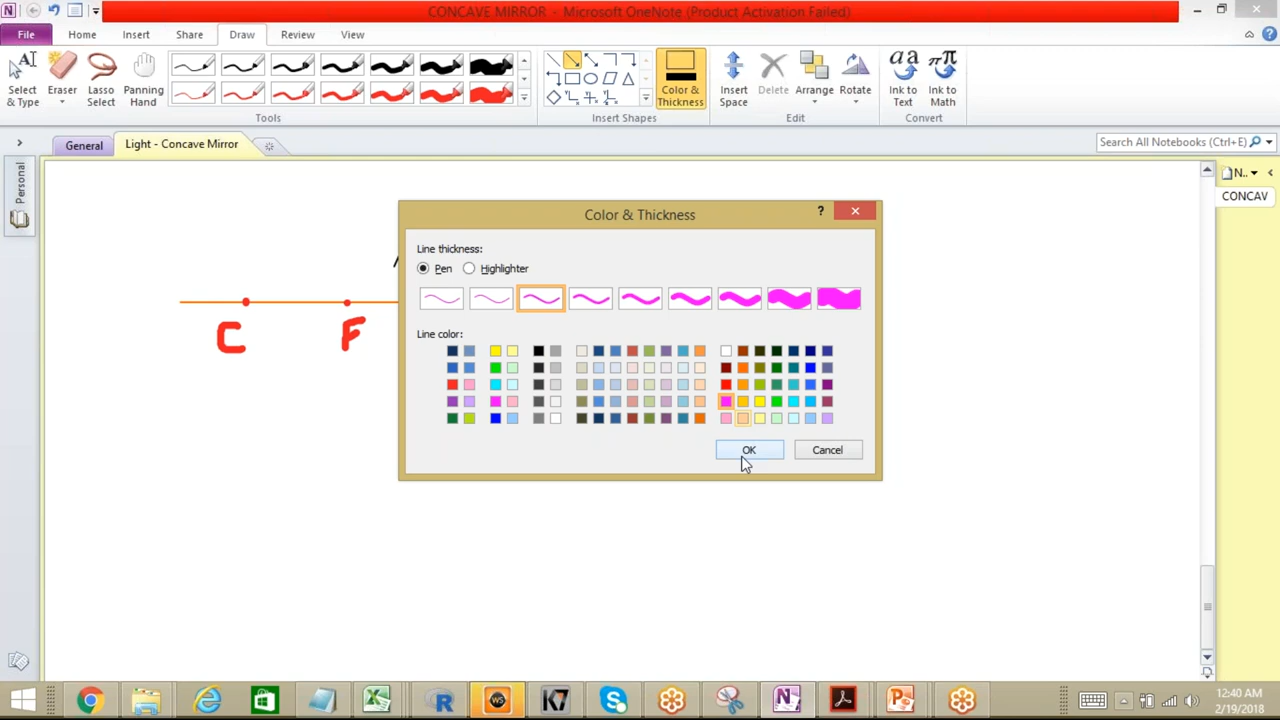 CONCAVE MIRROR - Microsoft OneNote (Product Activation Failed)
File Home Insert Share Draw Review View
Select & Type
Eraser
Lasso Select
Panning Hand
Color & Thickness
Insert Space
Delete
Arrange
Rotate
Ink to Text
Ink to Math
Tools
Insert Shapes
Edit
Convert
General
Light - Concave Mirror
Search All Notebooks (Ctrl+E)
Personal
N..
CONCAV
Color & Thickness
?
Line thickness:
Pen
Highlighter
Line color:
OK
Cancel
C
F
12:40 AM
2/19/2018